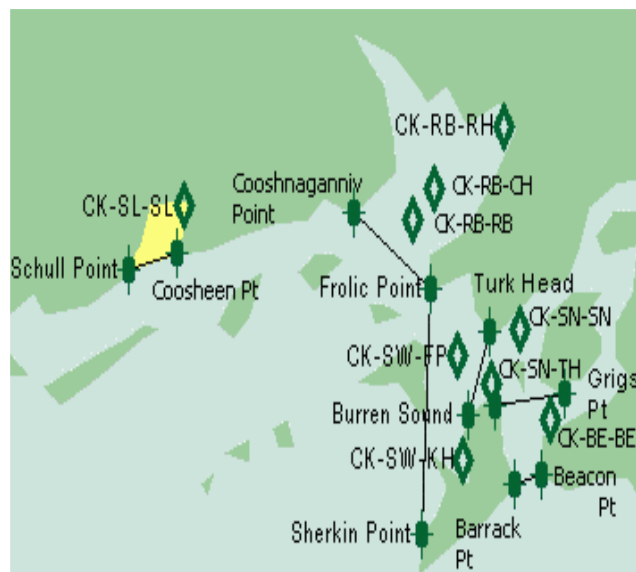 CK-RB-RH
CK-RB-CH
Cooshnaganniv
Point
CK-SL-SL
CK-RB-RB
Schull Point
Coosheen Pt
Frolic Point
Turk Head
CK-SN-SN
CK-SW-FP
CK-SN-TH
Grigs
Pt
Burren Sound
CK-BE-BE
CK-SW-KH
Beacon
Pt
Sherkin Point
Barrack
Pt